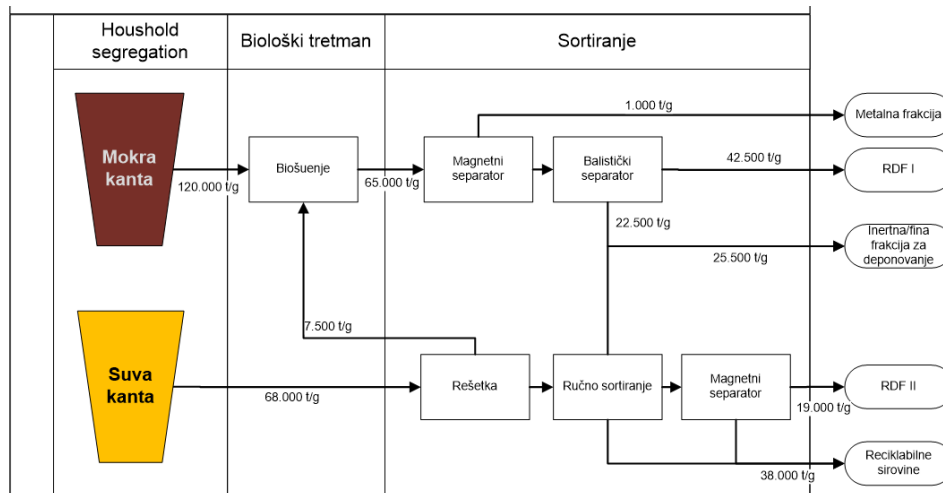 Houshold
segregation
Biološki tretman
Sortiranje
Mokra
kanta
120.000 t/g
Biošuenje
65.000 t/g
Magnetni
separator
Balistički
separator
1.000 t/g
Metalna frakcija
42.500 t/g
RDF I
22.500 t/g
25.500 t/g
Inertna/fina
frakcija za
deponovanje
7.500 t/g
Suva
kanta
68.000 t/g
Rešetka
Ručno sortiranje
Magnetni
separator
19.000 t/g
RDF II
38.000 t/g
Reciklabilne
sirovine